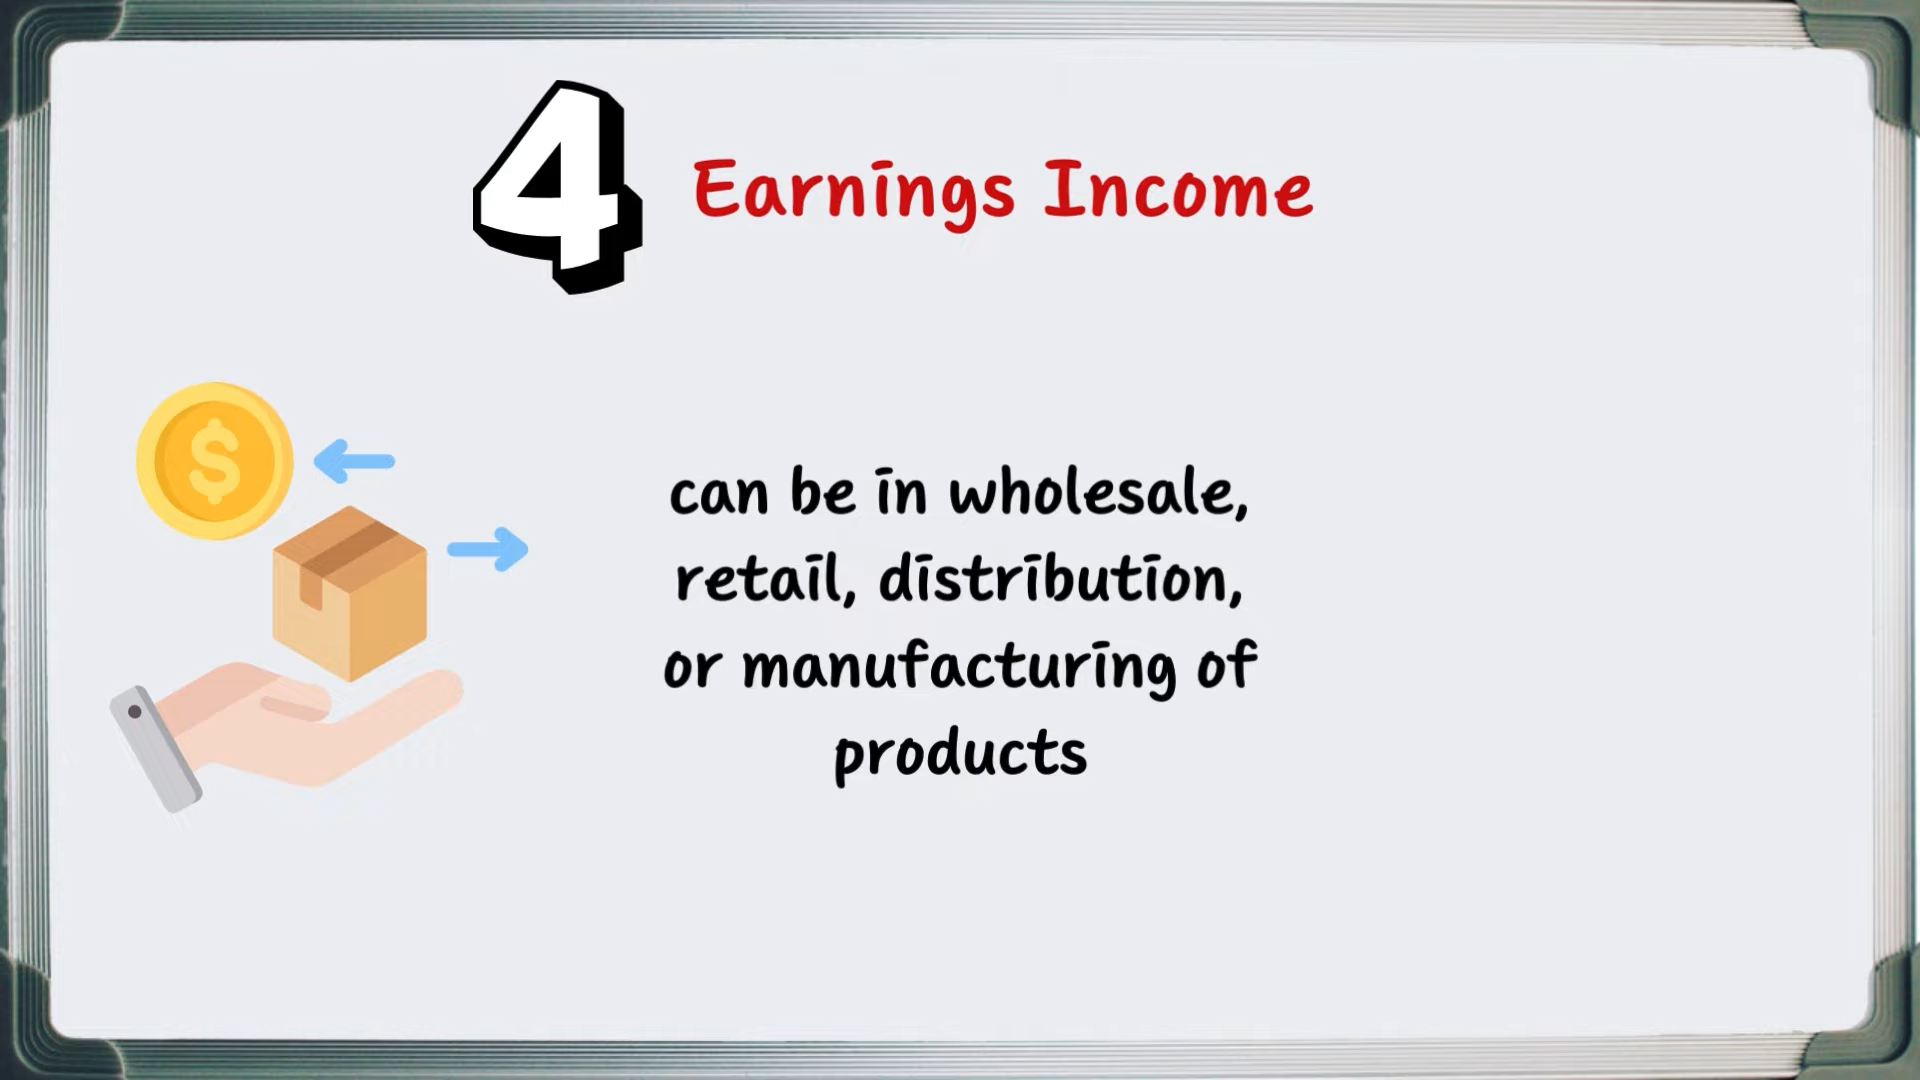 4 Earnings Income
$
can be in wholesale,
retail, distribution,
or manufacturing of
products